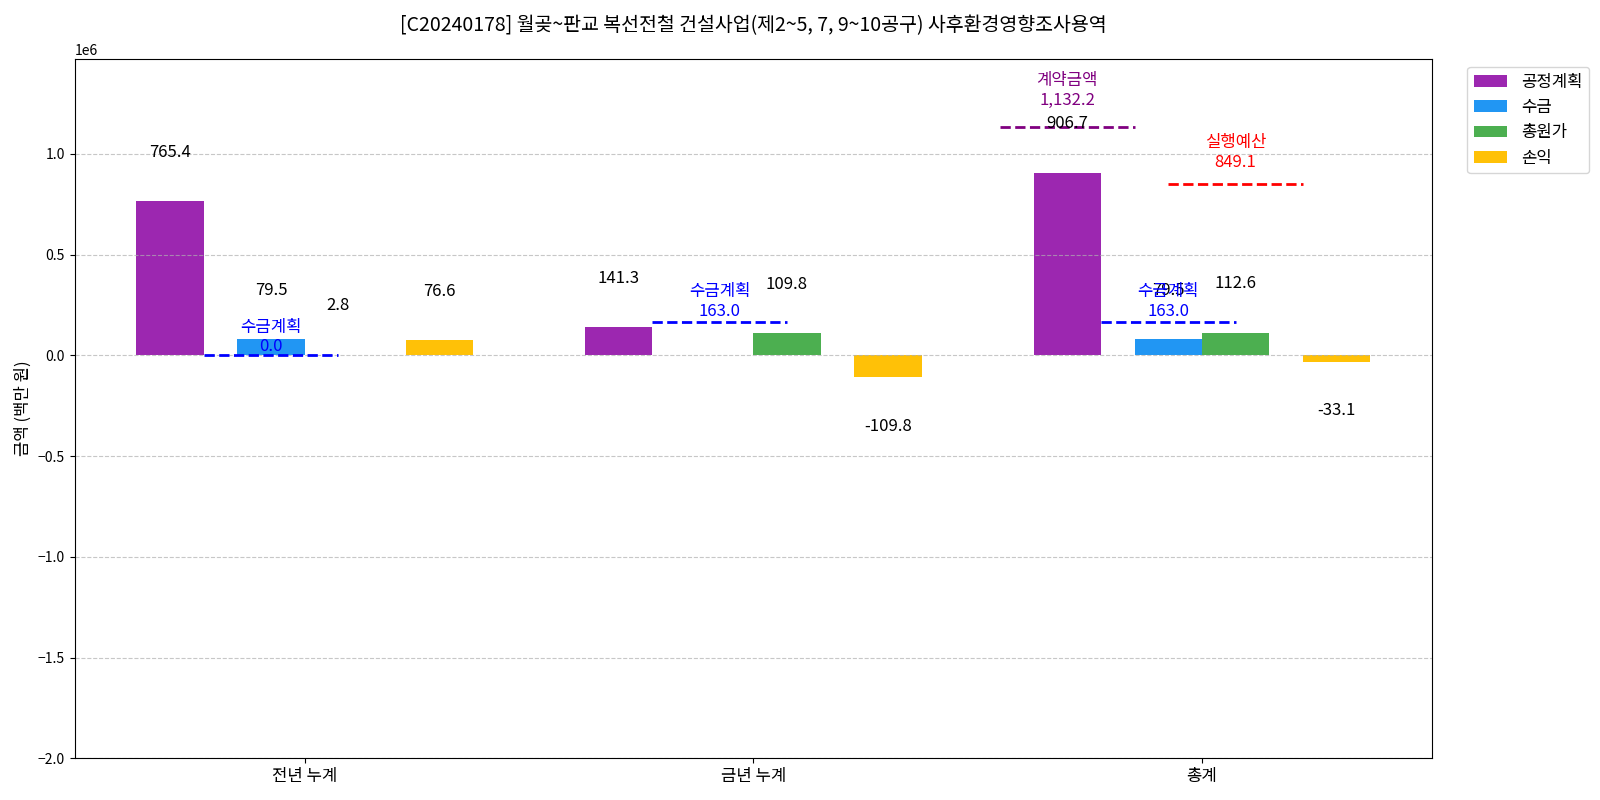 [C20240178] 월곶~판교 복선전철 건설사업(제2~5, 7, 9~10공구) 사후환경영향조사용역
1e6
공정계획
수금
총원가
손익
계약금액
1,132.2
906.7
실행예산
849.1
765.4
79.5
2.8
76.6
수금계획
0.0
141.3
수금계획
163.0
109.8
-109.8
79.5
수금계획
163.0
112.6
-33.1
1.0
0.5
0.0
−0.5
−1.0
−1.5
−2.0
금액 (백만 원)
전년 누계
금년 누계
총계